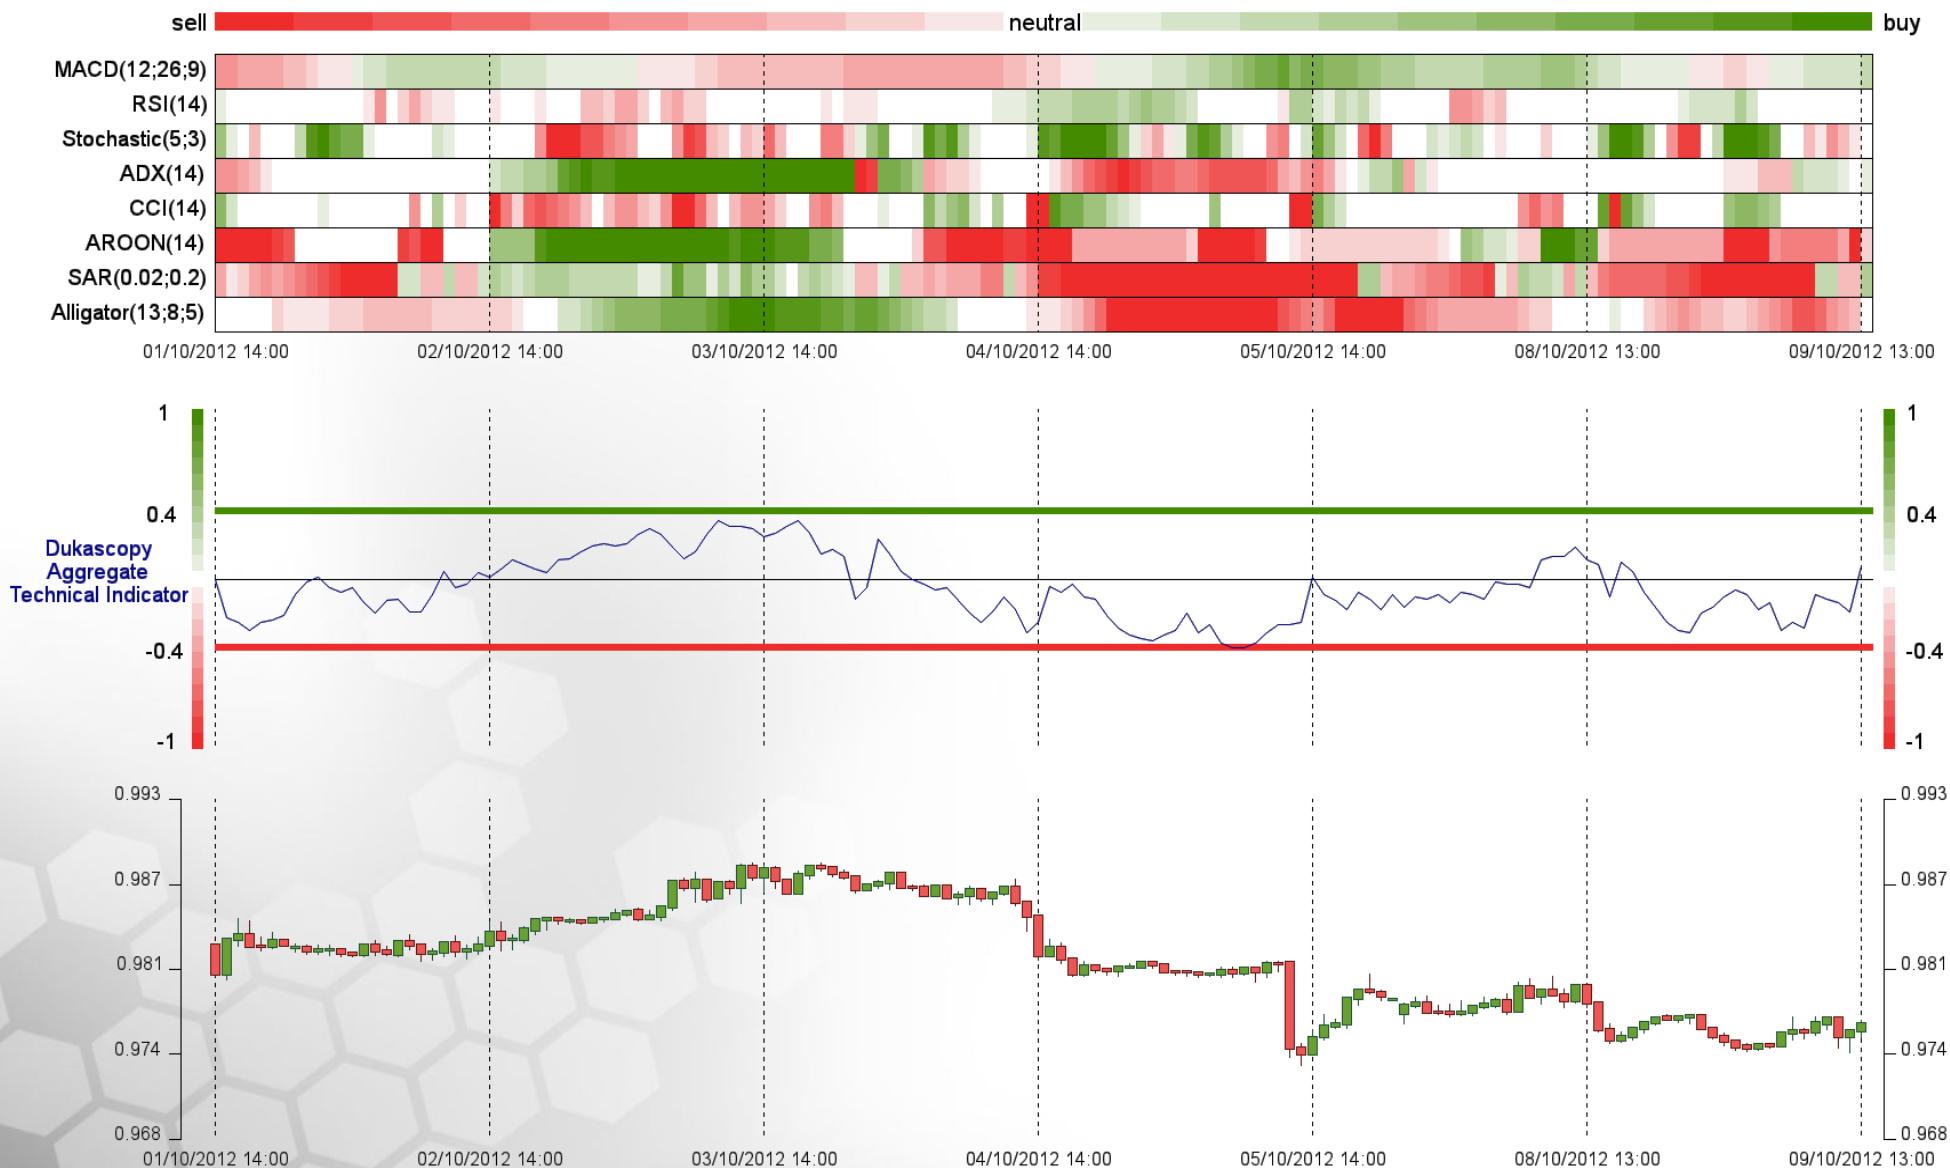 sell neutral buy
MACD(12;26;9)
RSI(14)
Stochastic(5;3)
ADX(14)
CCI(14)
AROON(14)
SAR(0.02;0.2)
Alligator(13;8;5)
01/10/2012 14:00 02/10/2012 14:00 03/10/2012 14:00 04/10/2012 14:00 05/10/2012 14:00 08/10/2012 13:00 09/10/2012 13:00
1 1
0.4 0.4
Dukascopy
Aggregate
Technical Indicator
-0.4 -0.4
-1 -1
0.993 0.993
0.987 0.987
0.981 0.981
0.974 0.974
0.968 0.968
01/10/2012 14:00 02/10/2012 14:00 03/10/2012 14:00 04/10/2012 14:00 05/10/2012 14:00 08/10/2012 13:00 09/10/2012 13:00